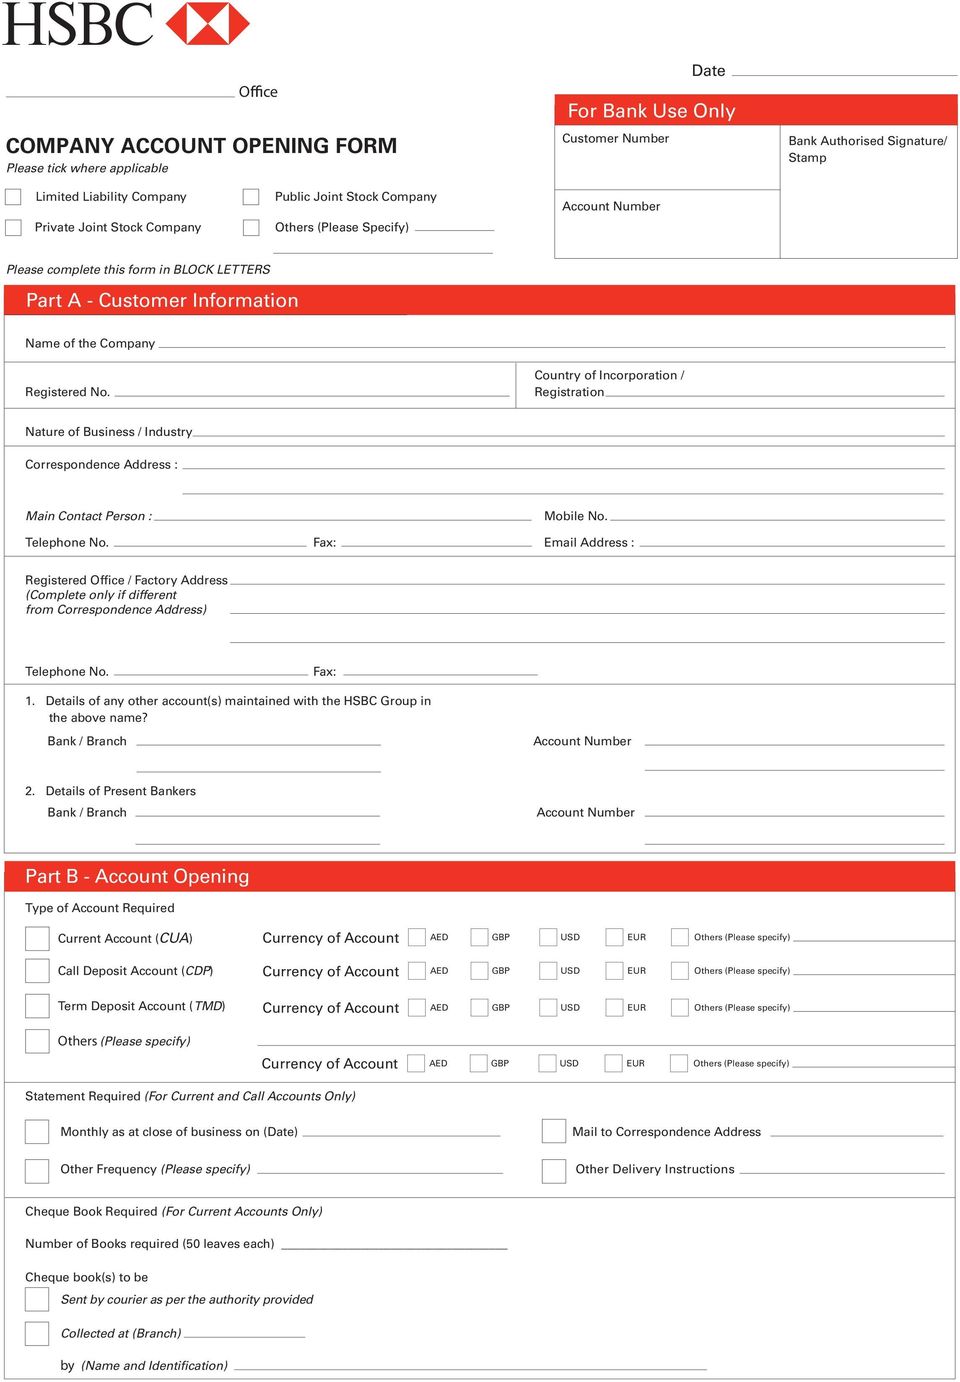 HSBC
Date
Office
For Bank Use Only
COMPANY ACCOUNT OPENING FORM
Please tick where applicable
Customer Number
Bank Authorised Signature/
Stamp
Limited Liability Company
Public Joint Stock Company
Account Number
Private Joint Stock Company
Others (Please Specify)
Please complete this form in BLOCK LETTERS
Part A - Customer Information
Name of the Company
Registered No.
Country of Incorporation /
Registration
Nature of Business / Industry
Correspondence Address :
Main Contact Person :
Mobile No.
Telephone No.
Fax:
Email Address :
Registered Office / Factory Address
(Complete only if different
from Correspondence Address)
Telephone No.
Fax:
1. Details of any other account(s) maintained with the HSBC Group in
the above name?
Bank / Branch
Account Number
2. Details of Present Bankers
Bank / Branch
Account Number
Part B - Account Opening
Type of Account Required
Current Account (CUA) Currency of Account AED GBP USD EUR Others (Please specify)
Call Deposit Account (CDP) Currency of Account AED GBP USD EUR Others (Please specify)
Term Deposit Account (TMD) Currency of Account AED GBP USD EUR Others (Please specify)
Others (Please specify)
Currency of Account AED GBP USD EUR Others (Please specify)
Statement Required (For Current and Call Accounts Only)
Monthly as at close of business on (Date)
Mail to Correspondence Address
Other Frequency (Please specify)
Other Delivery Instructions
Cheque Book Required (For Current Accounts Only)
Number of Books required (50 leaves each)
Cheque book(s) to be
Sent by courier as per the authority provided
Collected at (Branch)
by (Name and Identification)